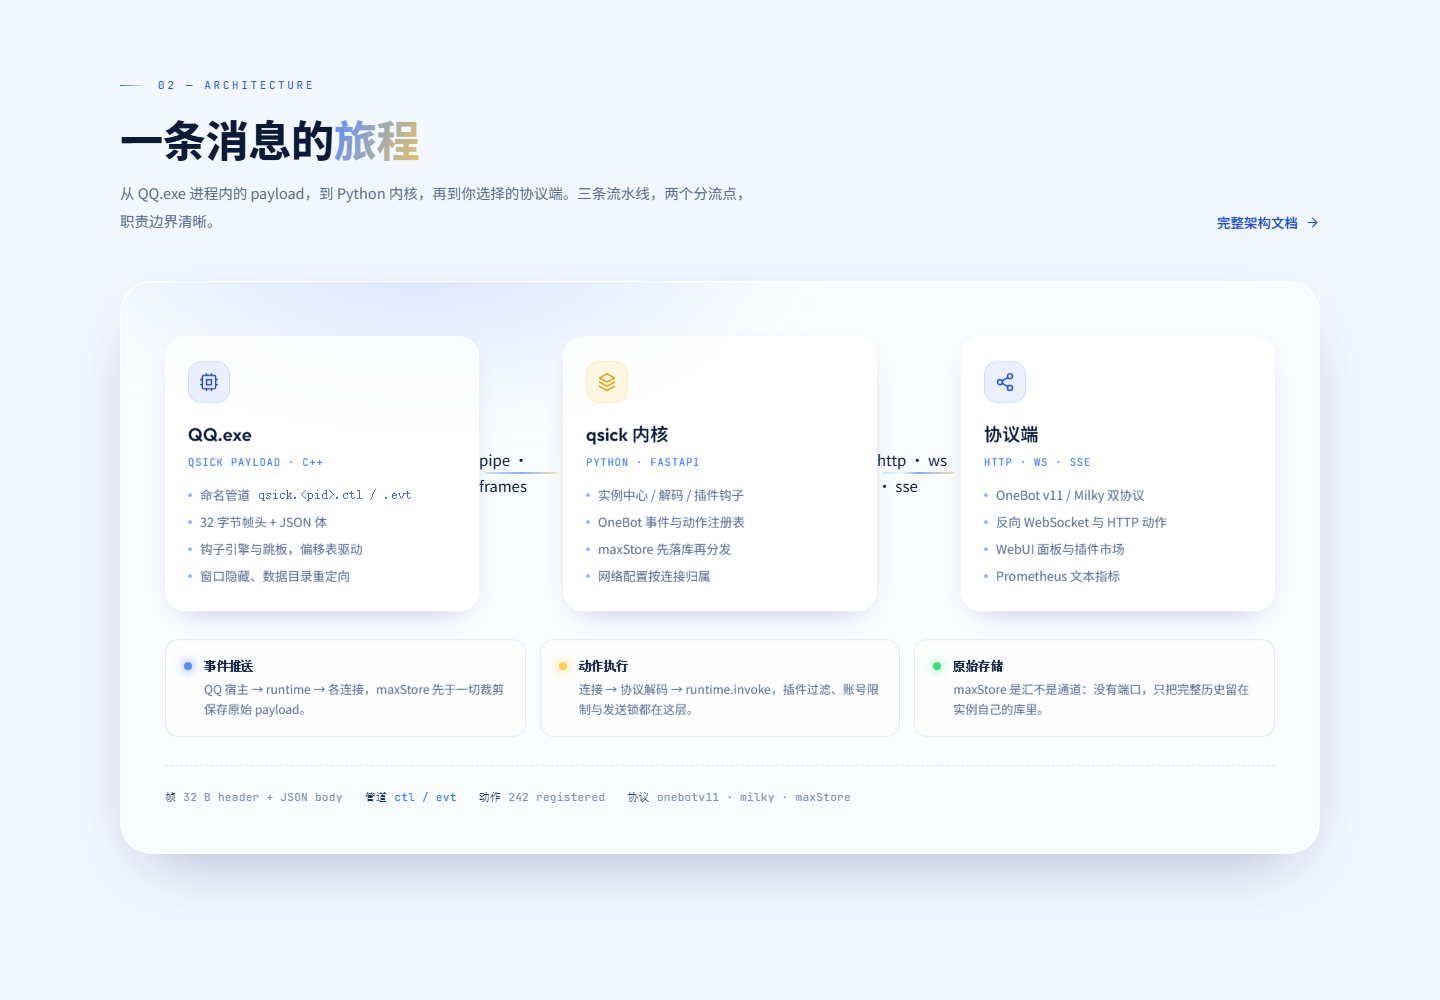 02 — ARCHITECTURE
一条消息的旅程
从 QQ.exe 进程内的 payload，到 Python 内核，再到你选择的协议端。三条流水线，两个分流点，
职责边界清晰。
完整架构文档 →
QQ.exe
QSICK PAYLOAD · C++
命名管道 qsick.<pid>.ctl / .evt
32 字节帧头 + JSON 体
钩子引擎与跳板，偏移表驱动
窗口隐藏、数据目录重定向
pipe ·
frames
qsick 内核
PYTHON · FASTAPI
实例中心 / 解码 / 插件钩子
OneBot 事件与动作注册表
maxStore 先落库再分发
网络配置按连接归属
http · ws
· sse
协议端
HTTP · WS · SSE
OneBot v11 / Milky 双协议
反向 WebSocket 与 HTTP 动作
WebUI 面板与插件市场
Prometheus 文本指标
事件推送
QQ 宿主 → runtime → 各连接，maxStore 先于一切裁剪
保存原始 payload。
动作执行
连接 → 协议解码 → runtime.invoke，插件过滤、账号限
制与发送锁都在这层。
原始存储
maxStore 是汇不是通道：没有端口，只把完整历史留在
实例自己的库里。
帧 32 B header + JSON body 管道 ctl / evt 动作 242 registered 协议 onebotv11 · milky · maxStore